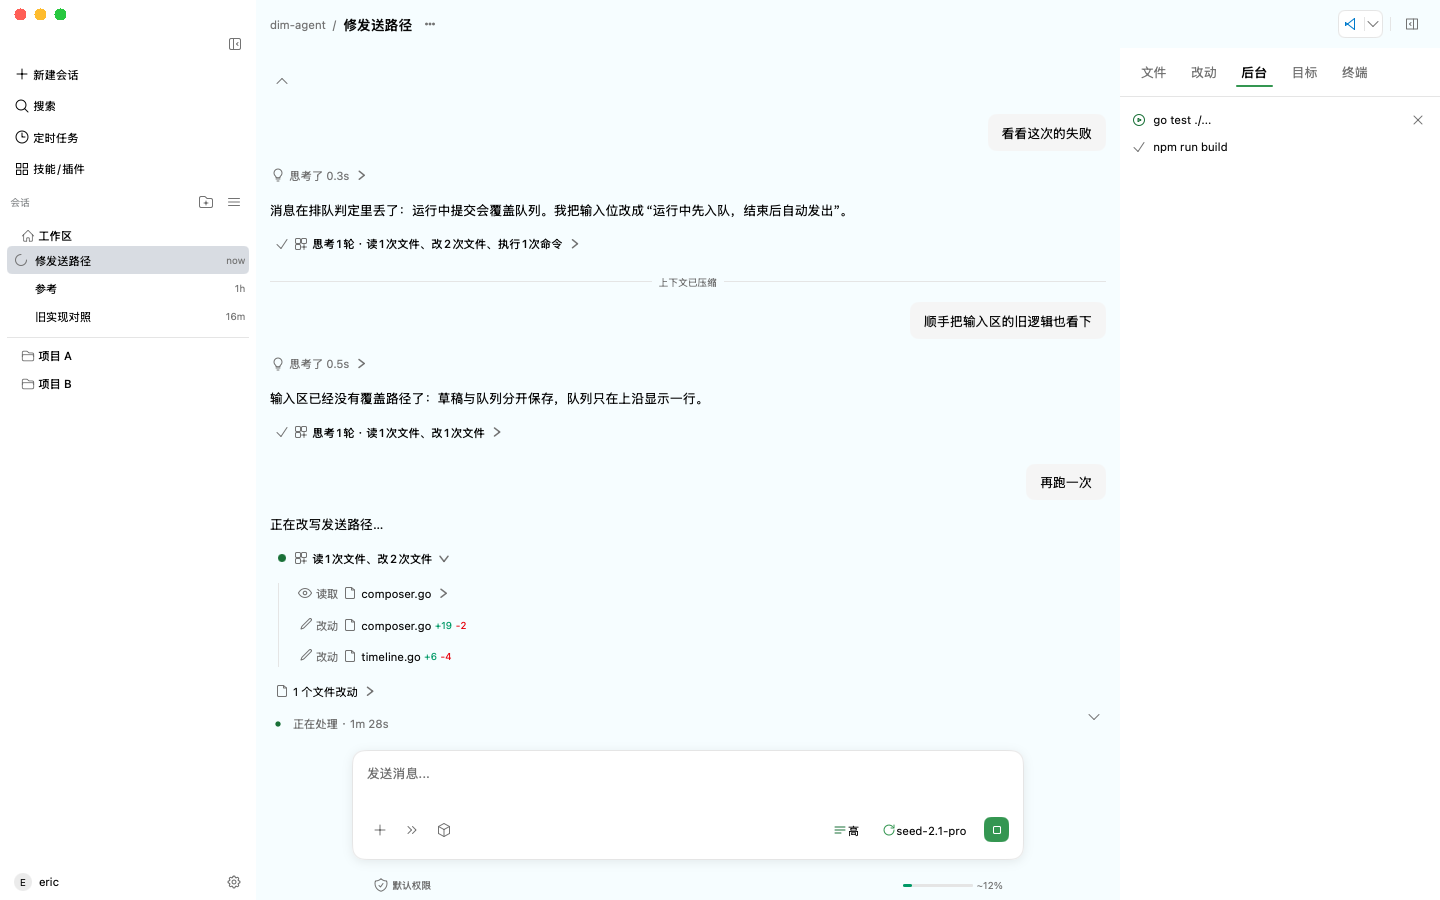 新建会话
搜索
定时任务
技能/插件
会话
工作区
修发送路径 now
参考 1h
旧实现对照 16m
项目 A
项目 B
E eric
dim-agent / 修发送路径 ···
看看这次的失败
思考了 0.3s
消息在排队判定里丢了：运行中提交会覆盖队列。我把输入位改成“运行中先入队，结束后自动发出”。
思考1轮 · 读1次文件、改2次文件、执行1次命令
上下文已压缩
顺手把输入区的旧逻辑也看下
思考了 0.5s
输入区已经没有覆盖路径了：草稿与队列分开保存，队列只在上沿显示一行。
思考1轮 · 读1次文件、改1次文件
再跑一次
正在改写发送路径...
读1次文件、改2次文件
读取 composer.go
改动 composer.go +19 -2
改动 timeline.go +6 -4
1 个文件改动
正在处理 · 1m 28s
发送消息...
高 seed-2.1-pro
默认权限 ~12%
文件 改动 后台 目标 终端
go test ./...
npm run build